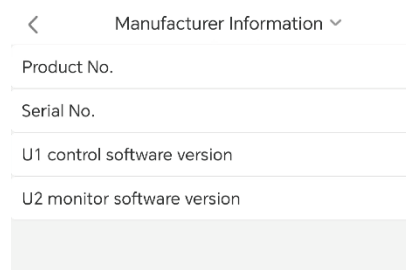 Manufacturer Information
Product No.
Serial No.
U1 control software version
U2 monitor software version